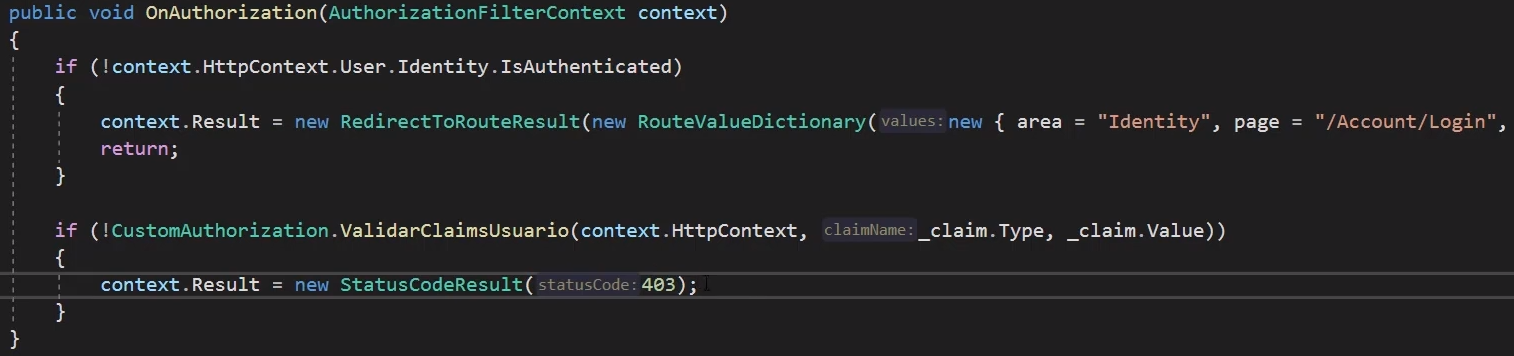 public void OnAuthorization(AuthorizationFilterContext context)
{
    if (!context.HttpContext.User.Identity.IsAuthenticated)
    {
        context.Result = new RedirectToRouteResult(new RouteValueDictionary(values: new { area = "Identity", page = "/Account/Login",
        return;
    }
    if (!CustomAuthorization.ValidarClaimsUsuario(context.HttpContext, claimName: _claim.Type, _claim.Value))
    {
        context.Result = new StatusCodeResult(statusCode: 403);
    }
}